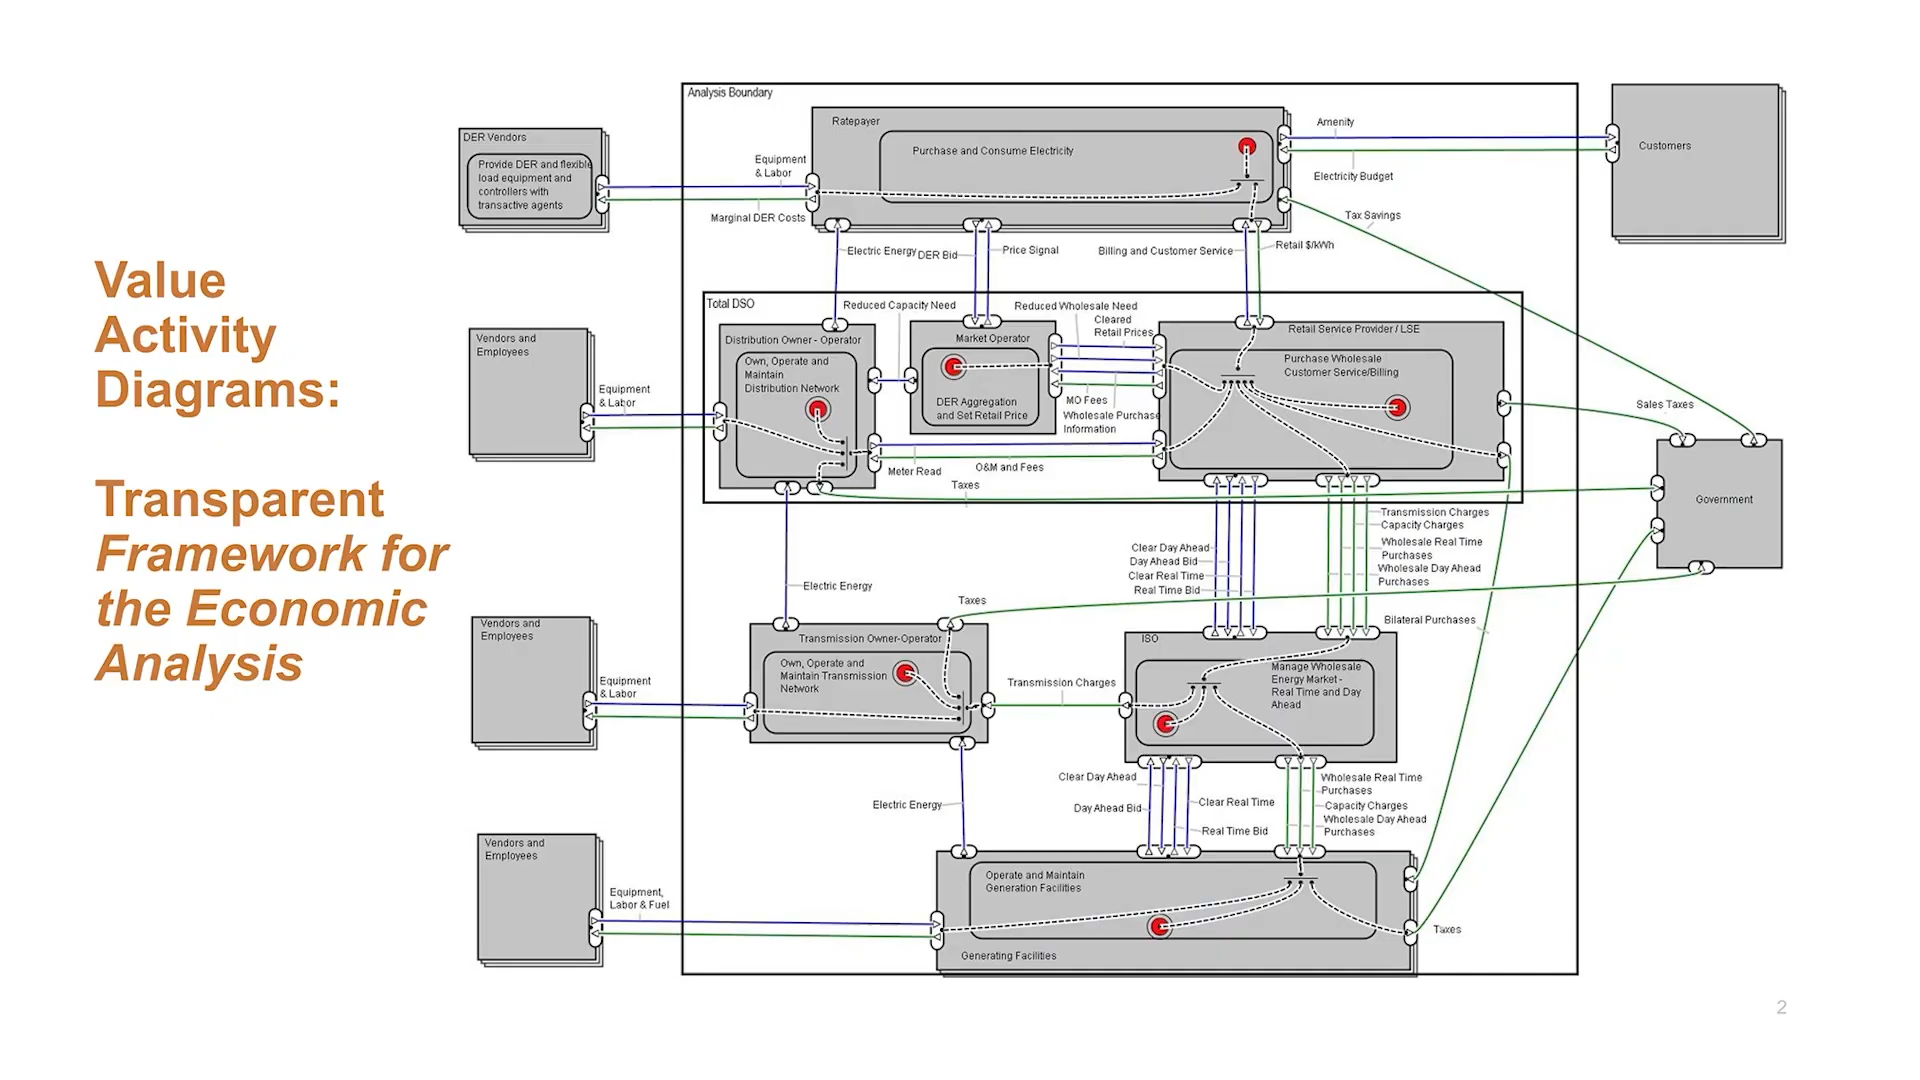 Value
Activity
Diagrams:
Transparent
Framework for
the Economic
Analysis
Analysis Boundary
DER Vendors
Provide DER and flexible
load equipment and
controllers with
transactive agents
Equipment
& Labor
Marginal DER Costs
Ratepayer
Purchase and Consume Electricity
Amenity
Electricity Budget
Customers
Tax Savings
Electric Energy
DER Bid
Price Signal
Billing and Customer Service
Retail $/kWh
Total DSO
Reduced Capacity Need
Reduced Wholesale Need
Cleared
Retail Prices
Vendors and
Employees
Equipment
& Labor
Distribution Owner - Operator
Own, Operate and
Maintain
Distribution Network
Market Operator
DER Aggregation
and Set Retail Price
MO Fees
Wholesale Purchase
Information
Retail Service Provider / LSE
Purchase Wholesale
Customer Service/Billing
Meter Read
O&M and Fees
Taxes
Sales Taxes
Government
Transmission Charges
Capacity Charges
Wholesale Real Time
Purchases
Wholesale Day Ahead
Purchases
Clear Day Ahead
Day Ahead Bid
Clear Real Time
Real Time Bid
Electric Energy
Taxes
Bilateral Purchases
Vendors and
Employees
Equipment
& Labor
Transmission Owner-Operator
Own, Operate and
Maintain Transmission
Network
Transmission Charges
ISO
Manage Wholesale
Energy Market -
Real Time and Day
Ahead
Electric Energy
Clear Day Ahead
Day Ahead Bid
Clear Real Time
Real Time Bid
Wholesale Real Time
Purchases
Capacity Charges
Wholesale Day Ahead
Purchases
Vendors and
Employees
Equipment,
Labor & Fuel
Operate and Maintain
Generation Facilities
Generating Facilities
Taxes
2